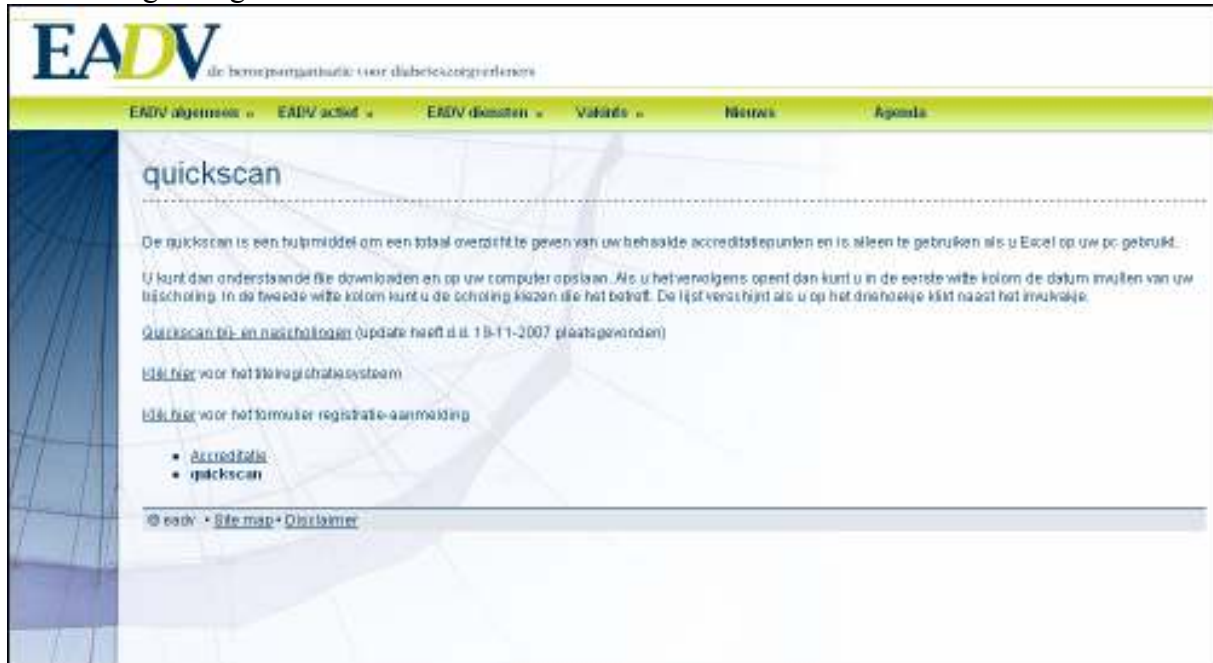 EADV de beroepsorganisatie voor diabeteszorgverleners
EADV algemeen » EADV actief » EADV diensten » Vakinfo » Nieuws Agenda
quickscan
De quickscan is een hulpmiddel om een totaal overzicht te geven van uw behaalde accreditatiepunten en is alleen te gebruiken als u Excel op uw pc gebruikt.
U kunt dan onderstaande file downloaden en op uw computer opslaan. Als u het vervolgens opent dan kunt u in de eerste witte kolom de datum invullen van uw
bijscholing. In de tweede witte kolom kunt u de scholing kiezen die het betreft. De lijst verschijnt als u op het driehoekje klikt naast het invulvakje.
Quickscan bij- en nascholingen (update heeft d.d. 19-11-2007 plaatsgevonden)
Klik hier voor het titelregistratiesysteem
Klik hier voor het formulier registratie-aanmelding
• Accreditatie
• quickscan
© eadv • Site map • Disclaimer